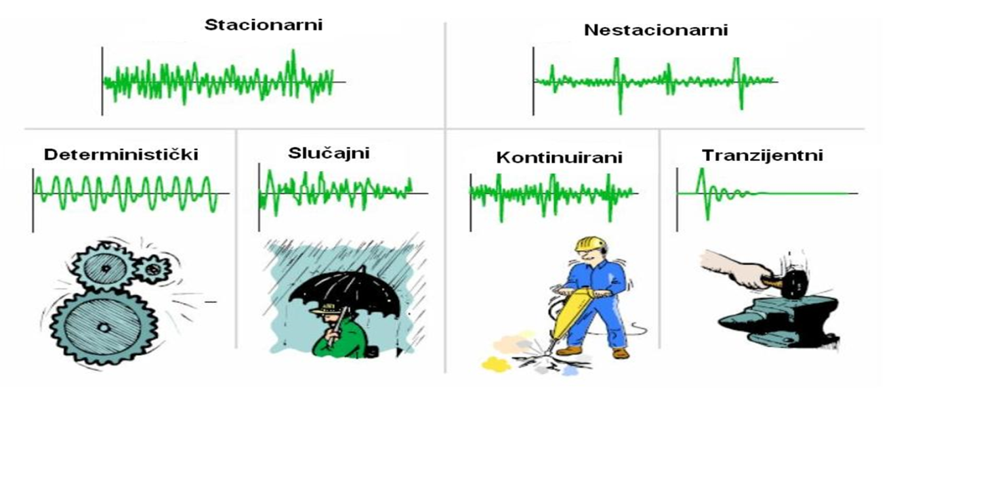 Stacionarni
Nestacionarni
Deterministički
Slučajni
Kontinuirani
Tranzijentni